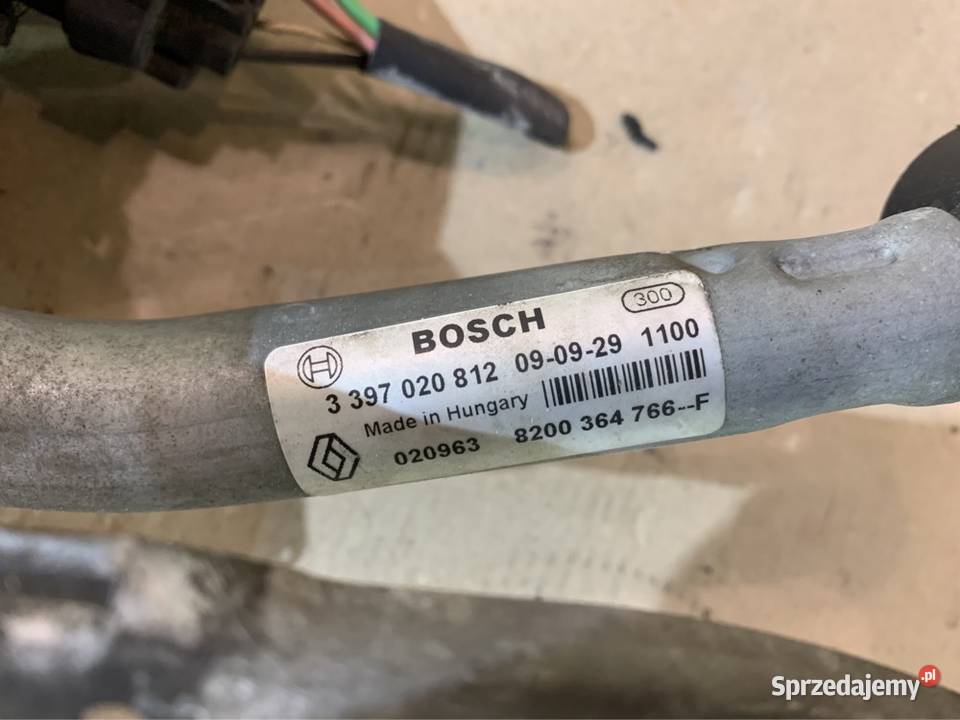 BOSCH 300
3 397 020 812 09-09-29 1100
Made in Hungary
020963 8200 364 766--F
Sprzedajemy.pl